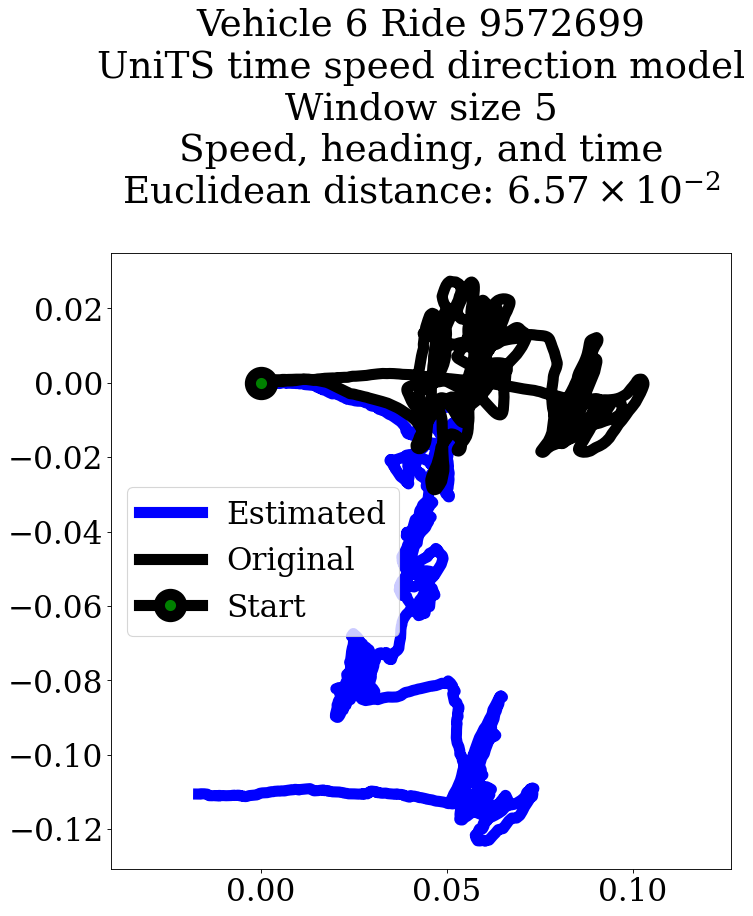 Vehicle 6 Ride 9572699
UniTS time speed direction model
Window size 5
Speed, heading, and time
Euclidean distance: 6.57 × 10⁻²
0.02
0.00
−0.02
−0.04
−0.06
−0.08
−0.10
−0.12
Estimated
Original
Start
0.00 0.05 0.10